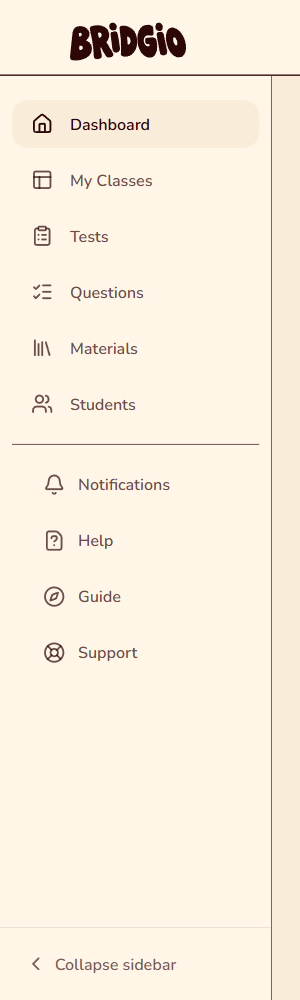 BRiDGiO
Dashboard
My Classes
Tests
Questions
Materials
Students
Notifications
Help
Guide
Support
Collapse sidebar